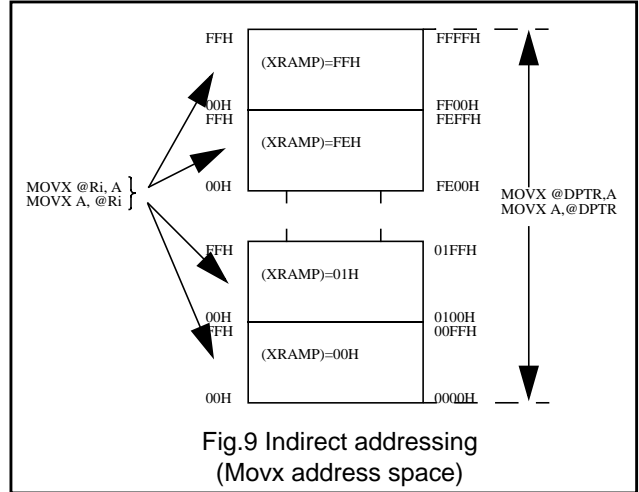 FFH FFFFH
(XRAMP)=FFH
00H FF00H
FFH FEFFH
(XRAMP)=FEH
MOVX @Ri, A
MOVX A, @Ri
00H FE00H
MOVX @DPTR,A
MOVX A,@DPTR
FFH 01FFH
(XRAMP)=01H
00H 0100H
FFH 00FFH
(XRAMP)=00H
00H 0000H
Fig.9 Indirect addressing
(Movx address space)